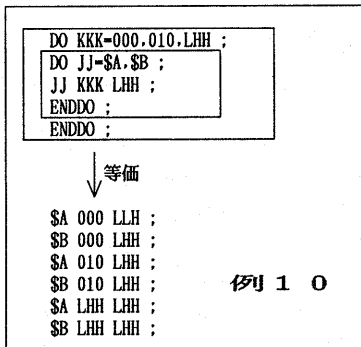 DO KKK=000,010,LHH ;
DO JJ=$A,$B ;
JJ KKK LHH ;
ENDDO ;
ENDDO ;
等価
$A 000 LLH ;
$B 000 LHH ;
$A 010 LHH ;
$B 010 LHH ;
$A LHH LHH ;
$B LHH LHH ;
例10